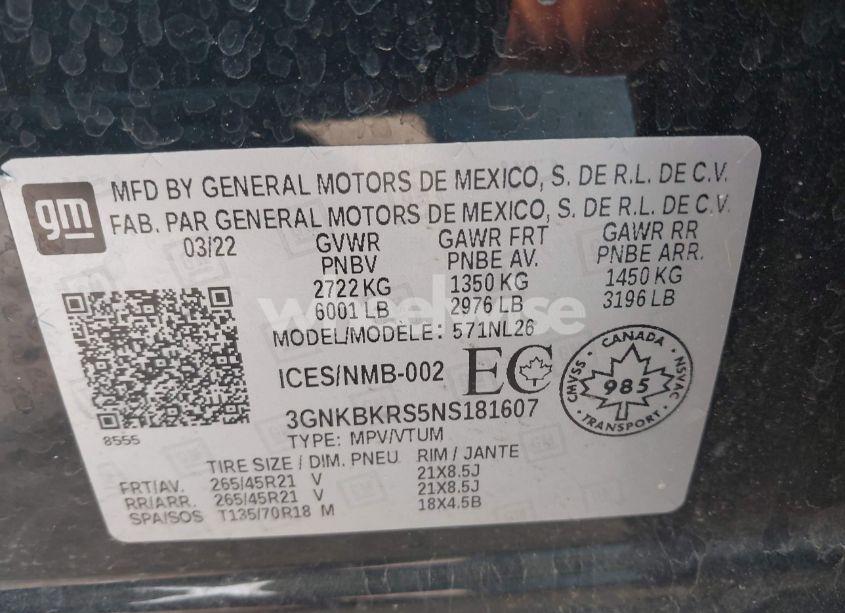 gm
MFD BY GENERAL MOTORS DE MEXICO, S. DE R.L. DE C.V.
FAB. PAR GENERAL MOTORS DE MEXICO, S. DE R.L. DE C.V.
03/22 GVWR GAWR FRT GAWR RR
PNBV PNBE AV. PNBE ARR.
2722 KG 1350 KG 1450 KG
6001 LB 2976 LB 3196 LB
MODEL/MODÈLE: 571NL26
ICES/NMB-002 EC
CANADA
CMVSS 985 NSVAC
TRANSPORT
3GNKBKRS5NS181607
8555
TYPE: MPV/VTUM
TIRE SIZE / DIM. PNEU RIM / JANTE
FRT/AV. 265/45R21 V 21X8.5J
RR/ARR. 265/45R21 V 21X8.5J
SPA/SOS T135/70R18 M 18X4.5B